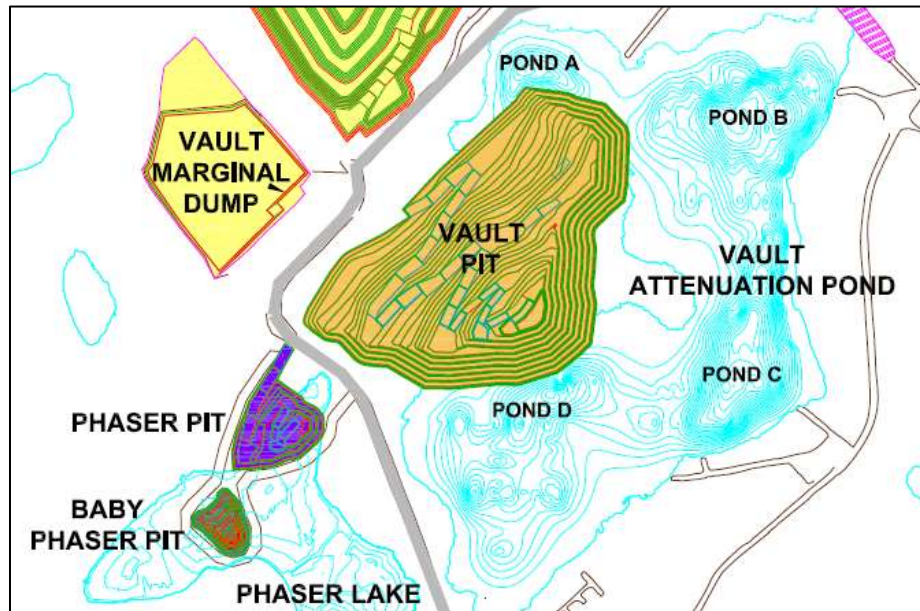 POND A
POND B
VAULT
MARGINAL
DUMP
VAULT
PIT
VAULT
ATTENUATION POND
POND C
POND D
PHASER PIT
BABY
PHASER PIT
PHASER LAKE